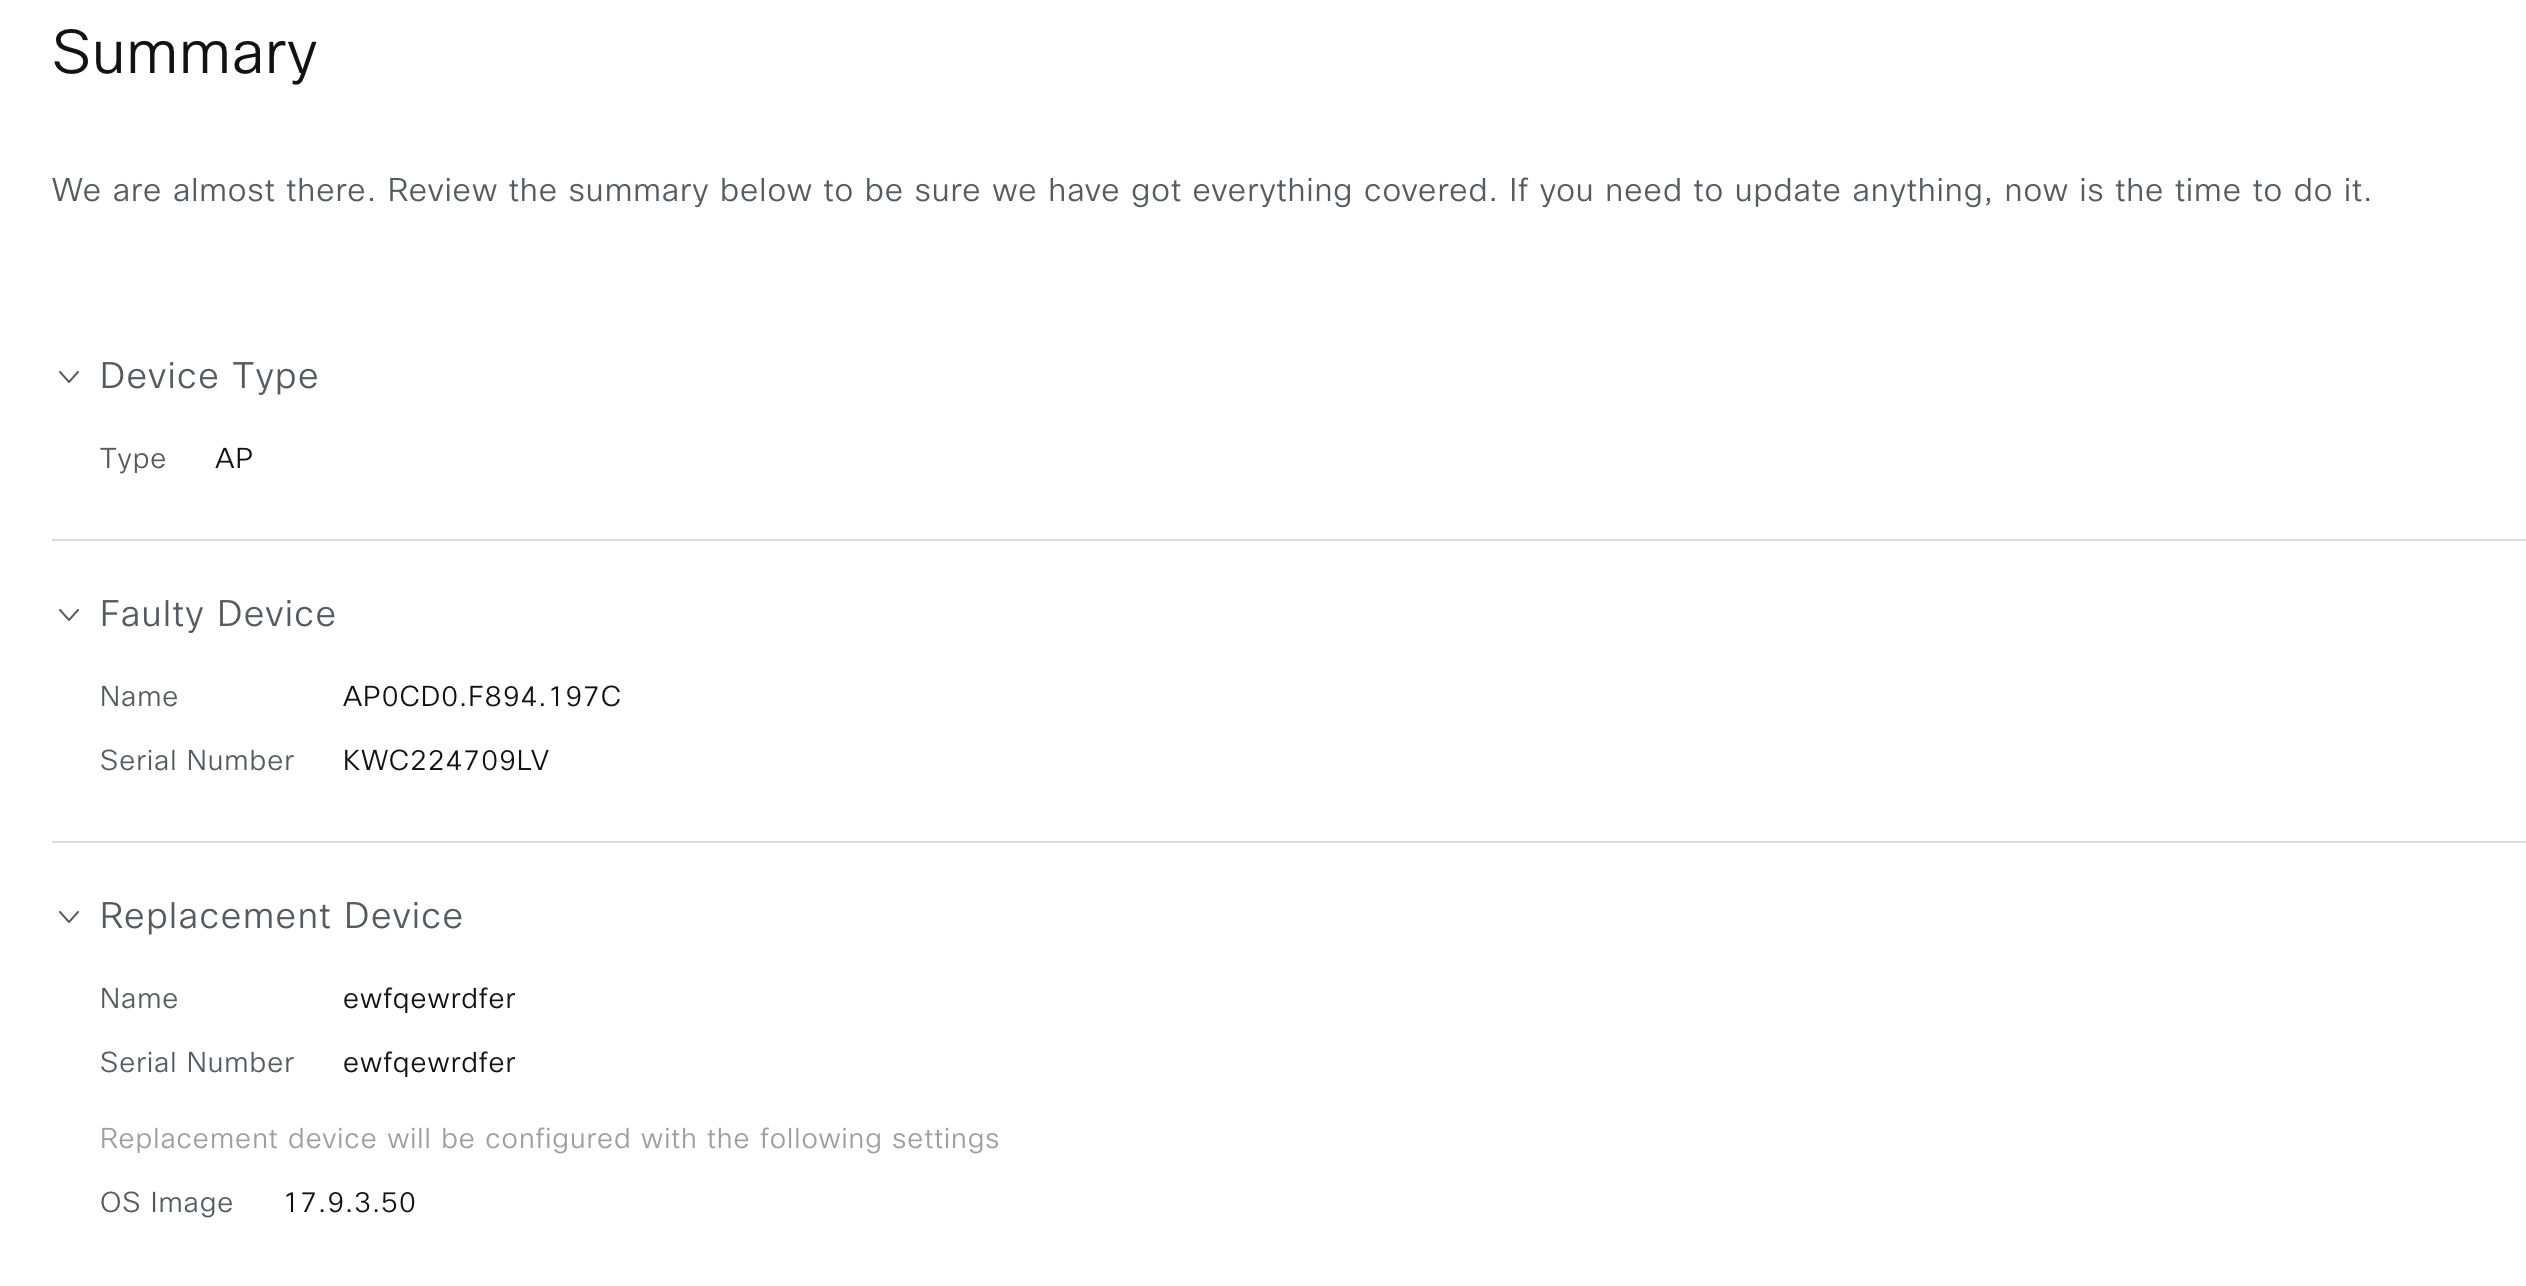 Summary
We are almost there. Review the summary below to be sure we have got everything covered. If you need to update anything, now is the time to do it.
Device Type
Type AP
Faulty Device
Name AP0CD0.F894.197C
Serial Number KWC224709LV
Replacement Device
Name ewfqewrdfer
Serial Number ewfqewrdfer
Replacement device will be configured with the following settings
OS Image 17.9.3.50